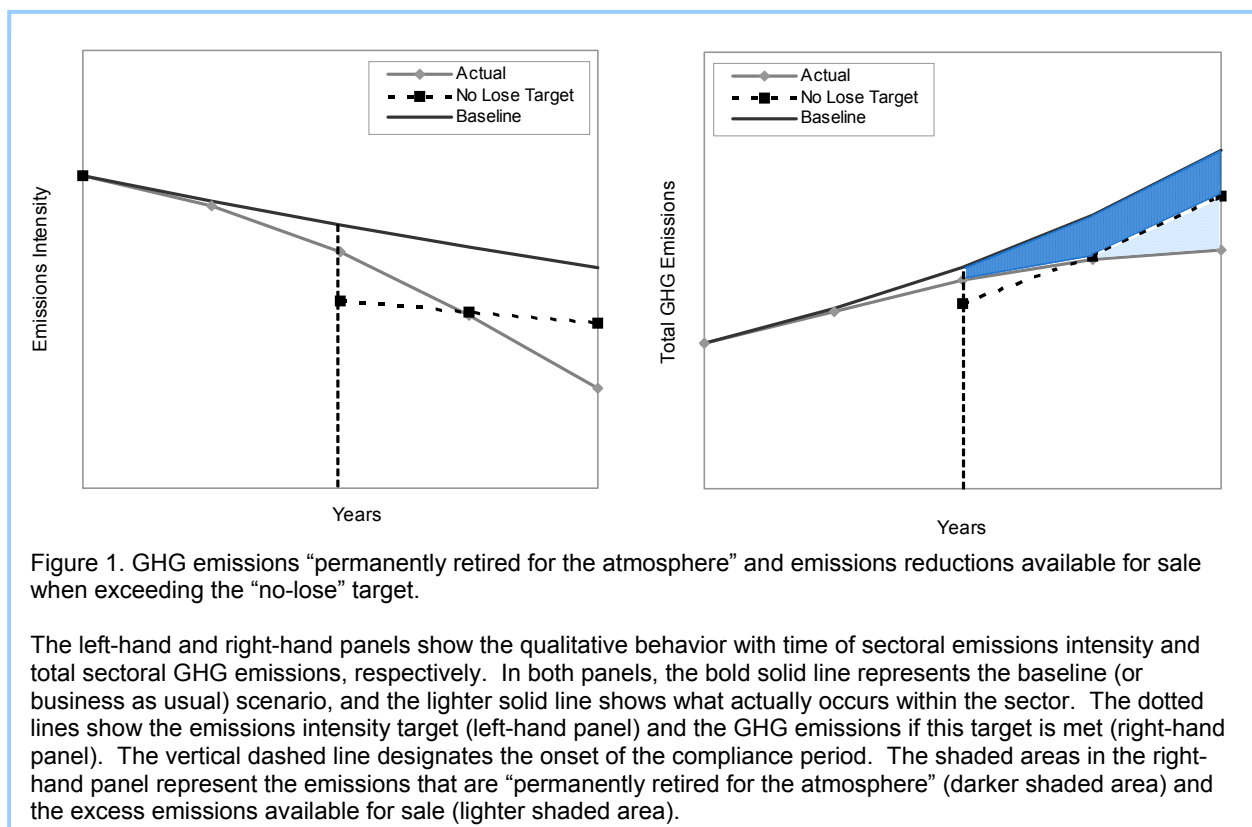 Actual
No Lose Target
Baseline
Emissions Intensity
Years
Actual
No Lose Target
Baseline
Total GHG Emissions
Years
Figure 1. GHG emissions “permanently retired for the atmosphere” and emissions reductions available for sale
when exceeding the “no-lose” target.
The left-hand and right-hand panels show the qualitative behavior with time of sectoral emissions intensity and
total sectoral GHG emissions, respectively.  In both panels, the bold solid line represents the baseline (or
business as usual) scenario, and the lighter solid line shows what actually occurs within the sector.  The dotted
lines show the emissions intensity target (left-hand panel) and the GHG emissions if this target is met (right-hand
panel).  The vertical dashed line designates the onset of the compliance period.  The shaded areas in the right-
hand panel represent the emissions that are “permanently retired for the atmosphere” (darker shaded area) and
the excess emissions available for sale (lighter shaded area).